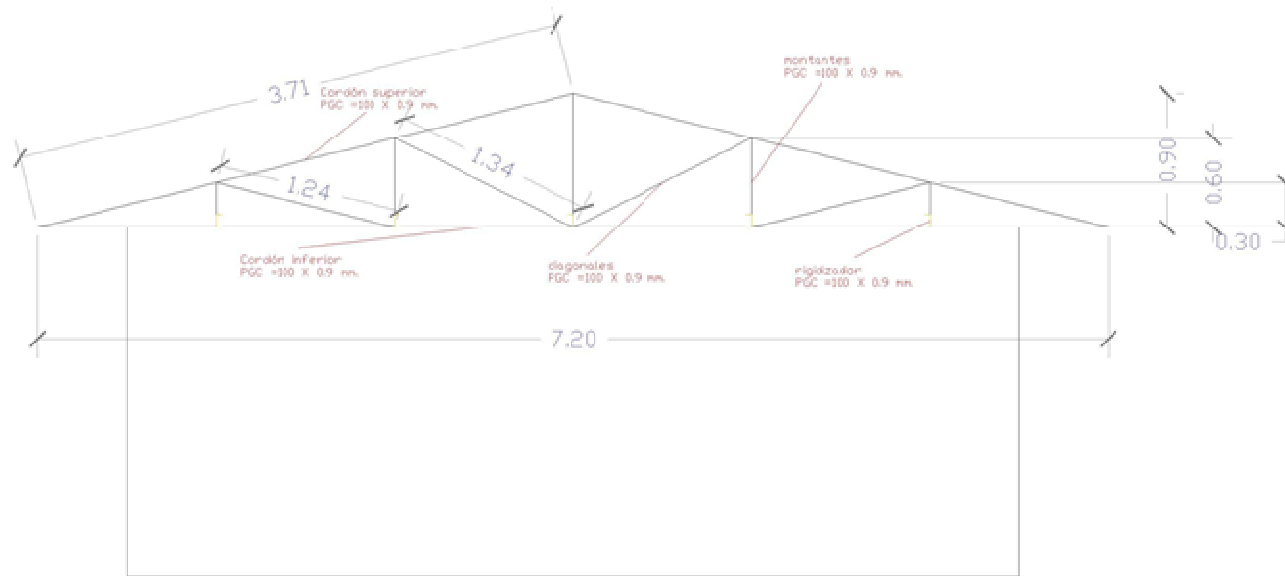 montantes
PGC =100 X 0.9 mm.
3.71
Cordón superior
PGC =100 X 0.9 mm.
1.34
1.24
0.90
0.60
0.30
Cordón inferior
PGC =100 X 0.9 mm.
diagonales
PGC =100 X 0.9 mm.
rigidizador
PGC =100 X 0.9 mm.
7.20